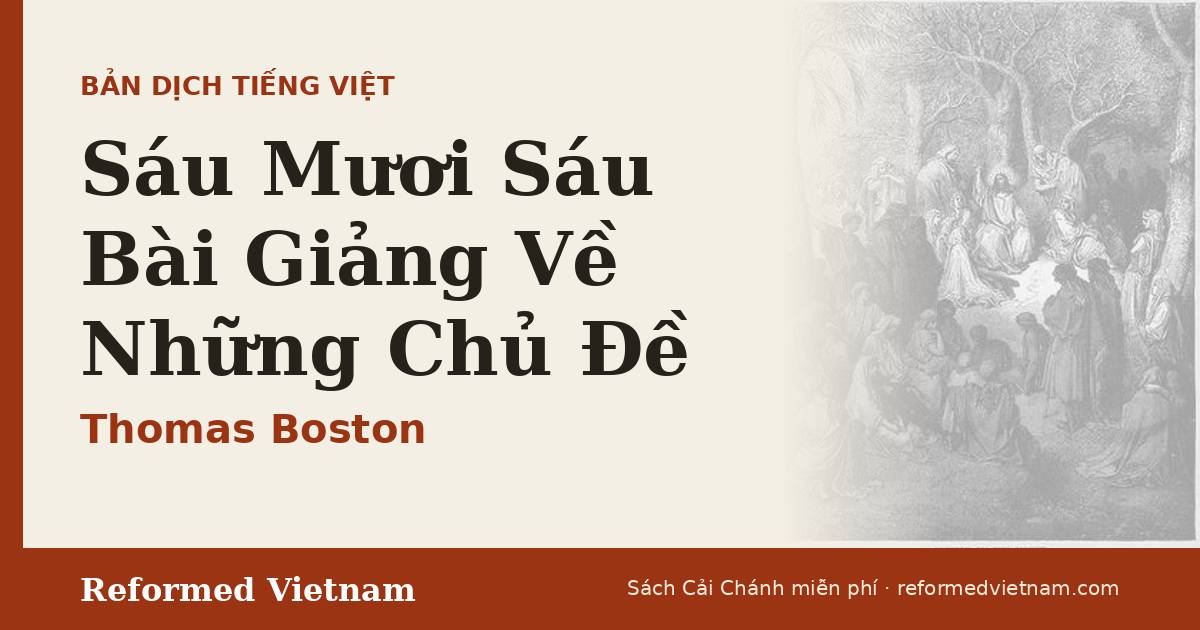 BẢN DỊCH TIẾNG VIỆT
Sáu Mươi Sáu
Bài Giảng Về
Những Chủ Đề
Thomas Boston
Reformed Vietnam
Sách Cải Chánh miễn phí · reformedvietnam.com